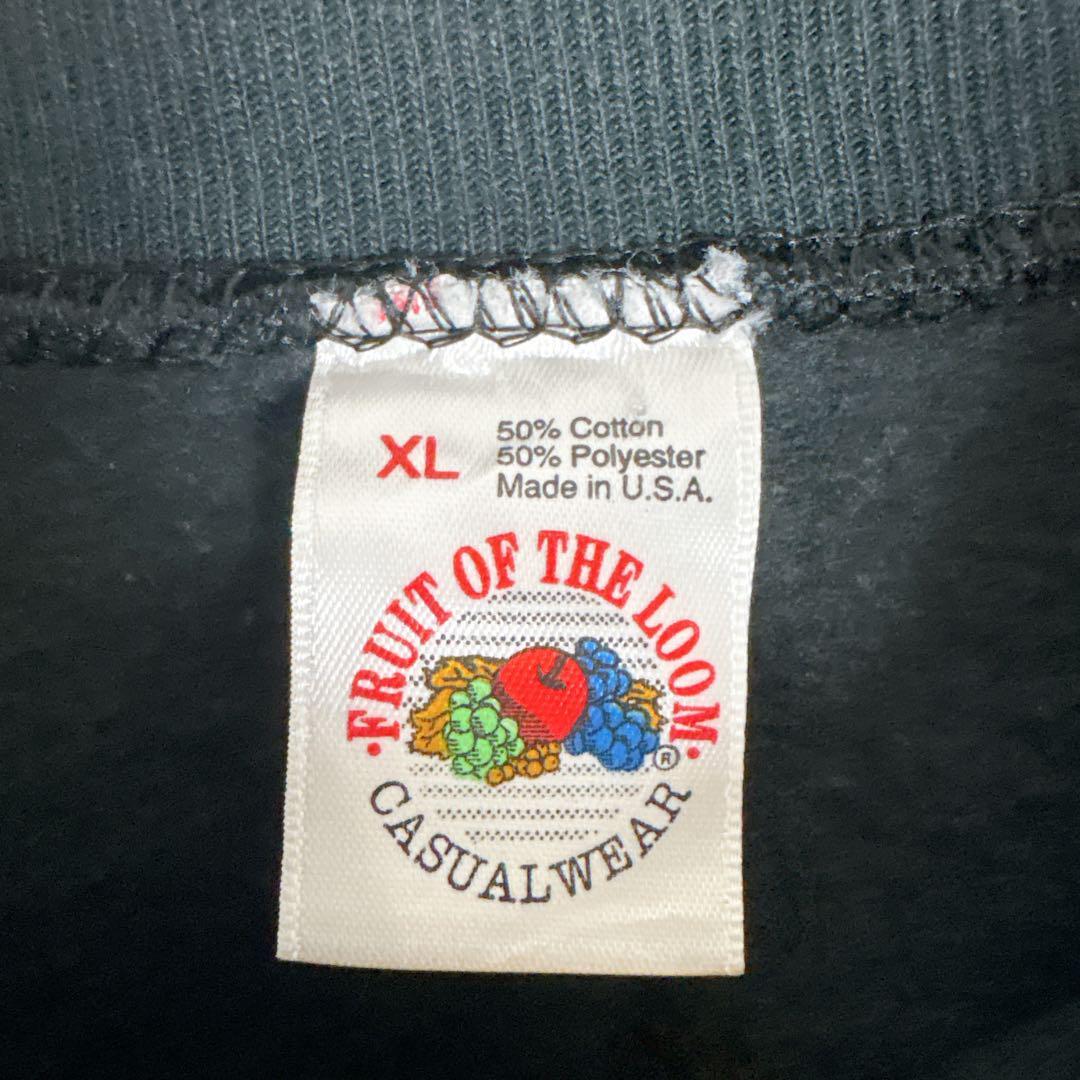 XL
50% Cotton
50% Polyester
Made in U.S.A.
·FRUIT OF THE LOOM·
®
CASUALWEAR